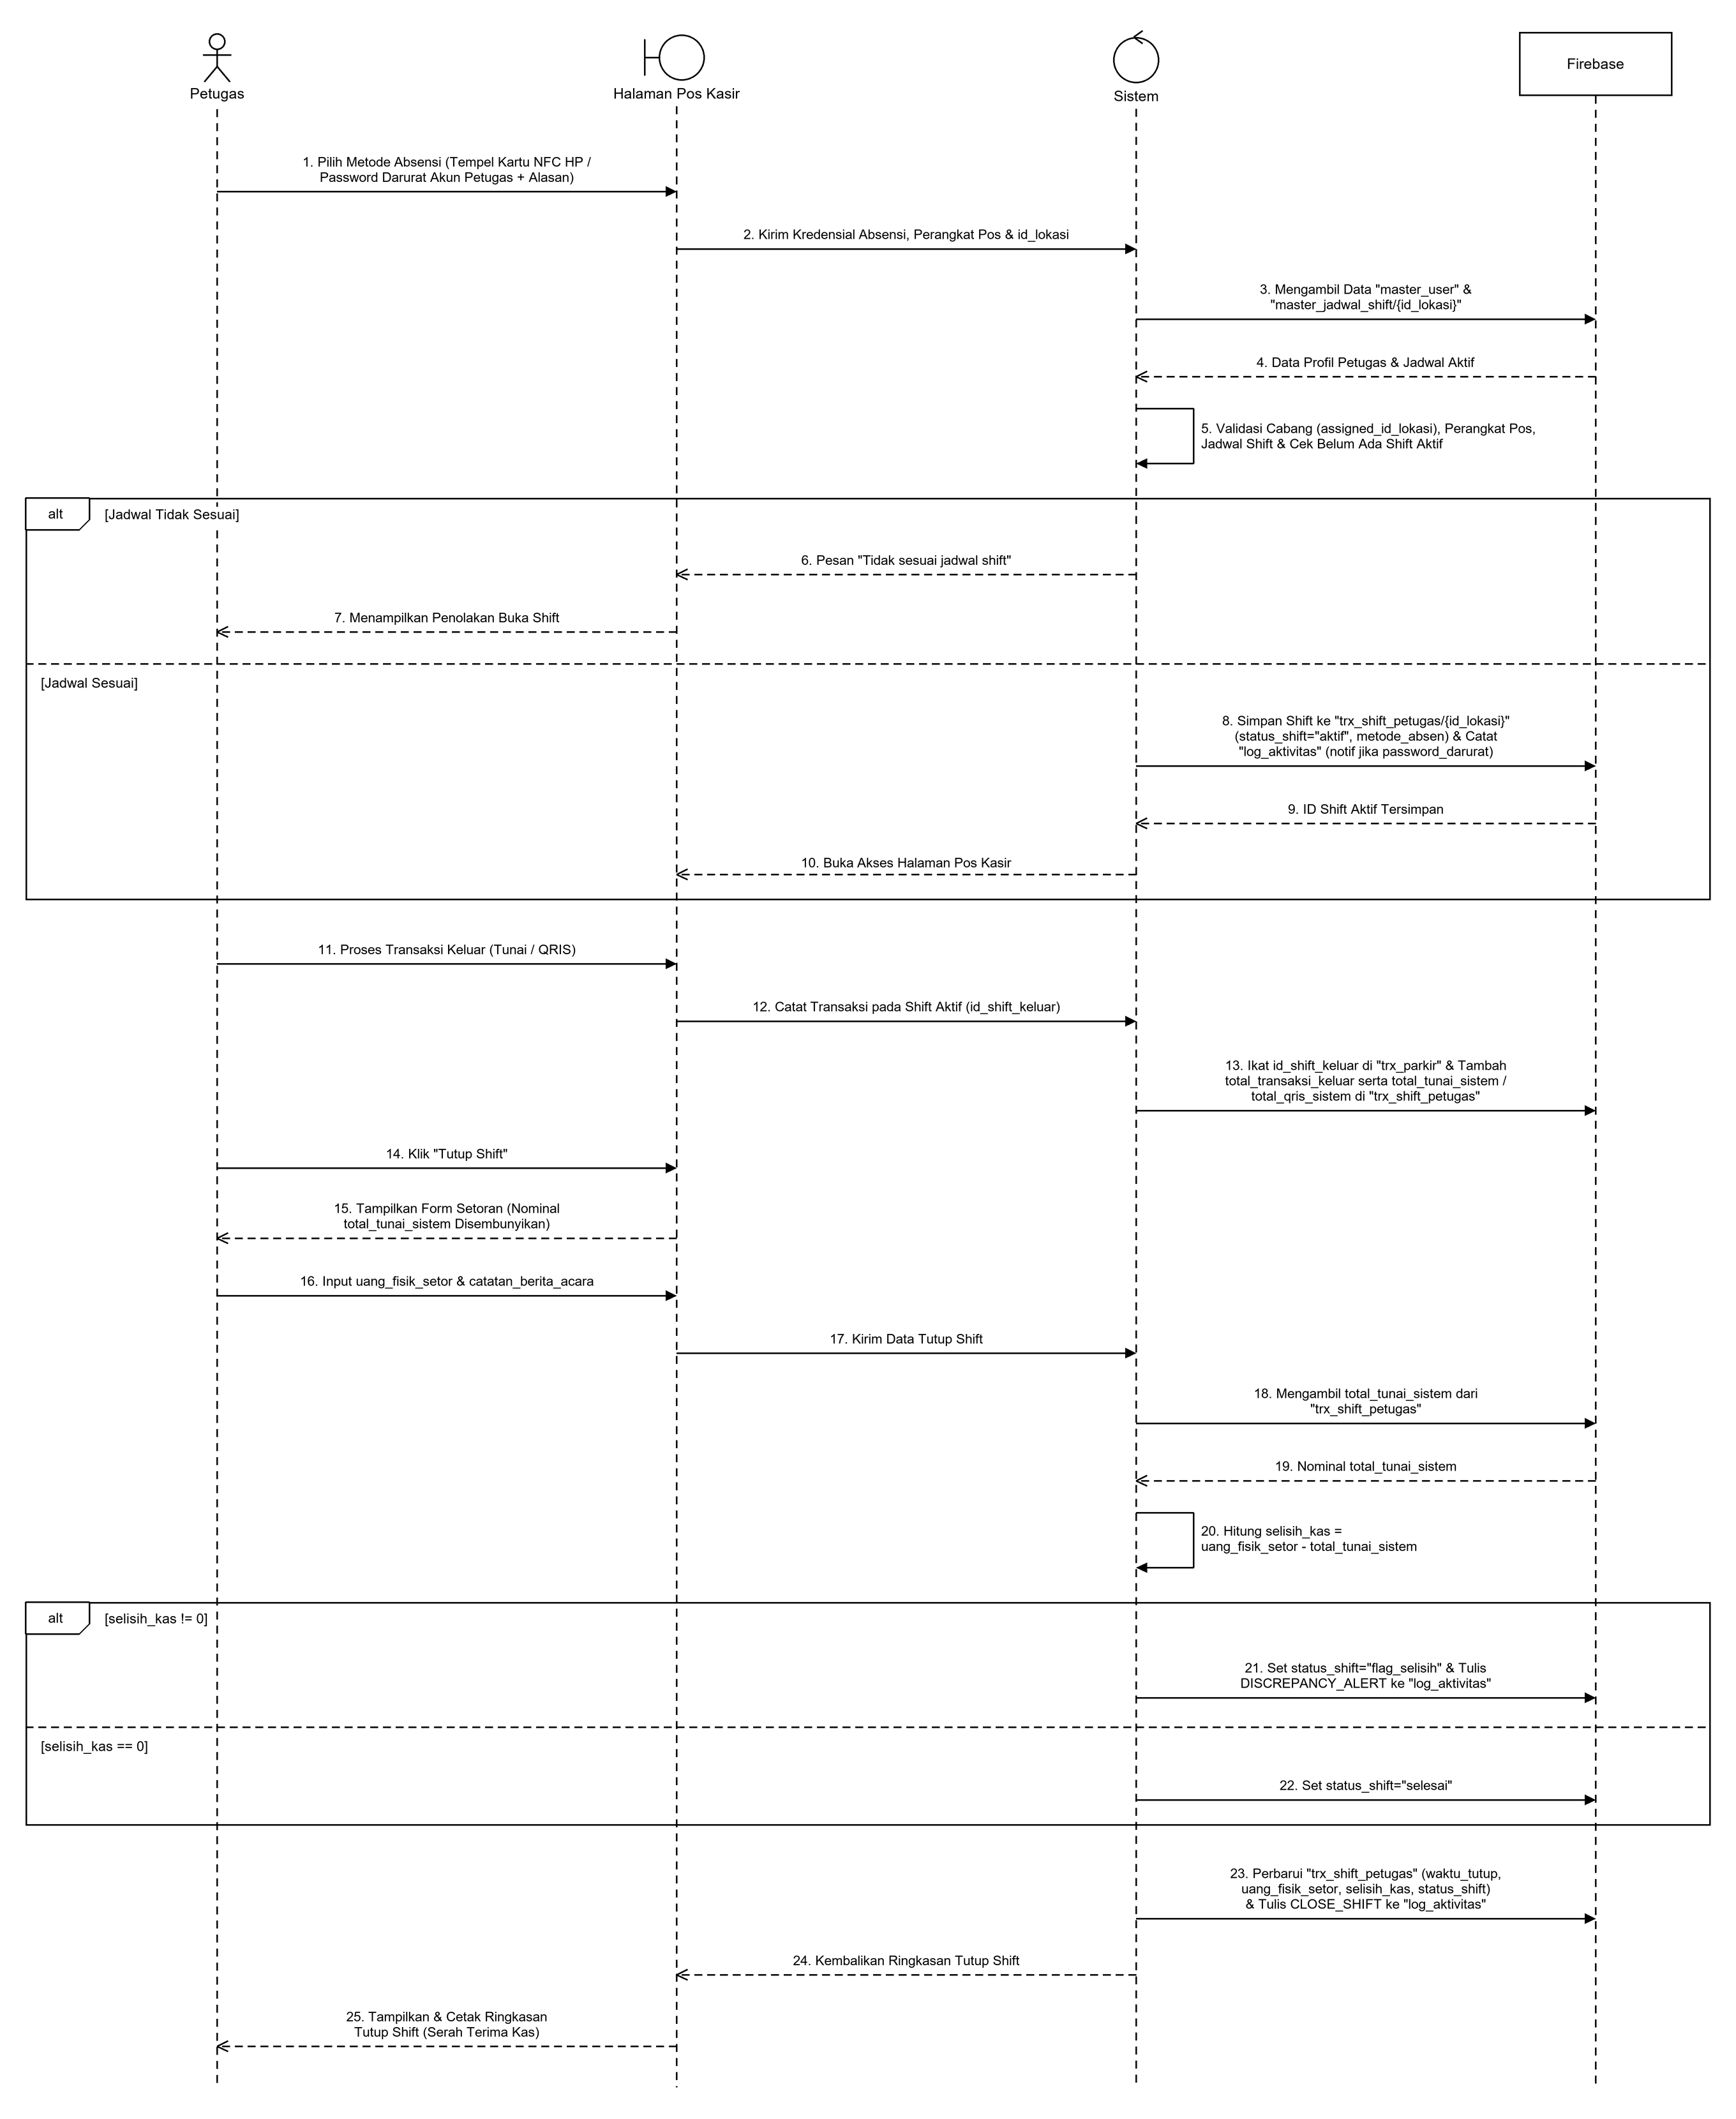 Petugas
Halaman Pos Kasir
Sistem
Firebase
1. Pilih Metode Absensi (Tempel Kartu NFC HP /
Password Darurat Akun Petugas + Alasan)
2. Kirim Kredensial Absensi, Perangkat Pos & id_lokasi
3. Mengambil Data "master_user" &
"master_jadwal_shift/{id_lokasi}"
4. Data Profil Petugas & Jadwal Aktif
5. Validasi Cabang (assigned_id_lokasi), Perangkat Pos,
Jadwal Shift & Cek Belum Ada Shift Aktif
alt
[Jadwal Tidak Sesuai]
6. Pesan "Tidak sesuai jadwal shift"
7. Menampilkan Penolakan Buka Shift
[Jadwal Sesuai]
8. Simpan Shift ke "trx_shift_petugas/{id_lokasi}"
(status_shift="aktif", metode_absen) & Catat
"log_aktivitas" (notif jika password_darurat)
9. ID Shift Aktif Tersimpan
10. Buka Akses Halaman Pos Kasir
11. Proses Transaksi Keluar (Tunai / QRIS)
12. Catat Transaksi pada Shift Aktif (id_shift_keluar)
13. Ikat id_shift_keluar di "trx_parkir" & Tambah
total_transaksi_keluar serta total_tunai_sistem /
total_qris_sistem di "trx_shift_petugas"
14. Klik "Tutup Shift"
15. Tampilkan Form Setoran (Nominal
total_tunai_sistem Disembunyikan)
16. Input uang_fisik_setor & catatan_berita_acara
17. Kirim Data Tutup Shift
18. Mengambil total_tunai_sistem dari
"trx_shift_petugas"
19. Nominal total_tunai_sistem
20. Hitung selisih_kas =
uang_fisik_setor - total_tunai_sistem
alt
[selisih_kas != 0]
21. Set status_shift="flag_selisih" & Tulis
DISCREPANCY_ALERT ke "log_aktivitas"
[selisih_kas == 0]
22. Set status_shift="selesai"
23. Perbarui "trx_shift_petugas" (waktu_tutup,
uang_fisik_setor, selisih_kas, status_shift)
& Tulis CLOSE_SHIFT ke "log_aktivitas"
24. Kembalikan Ringkasan Tutup Shift
25. Tampilkan & Cetak Ringkasan
Tutup Shift (Serah Terima Kas)